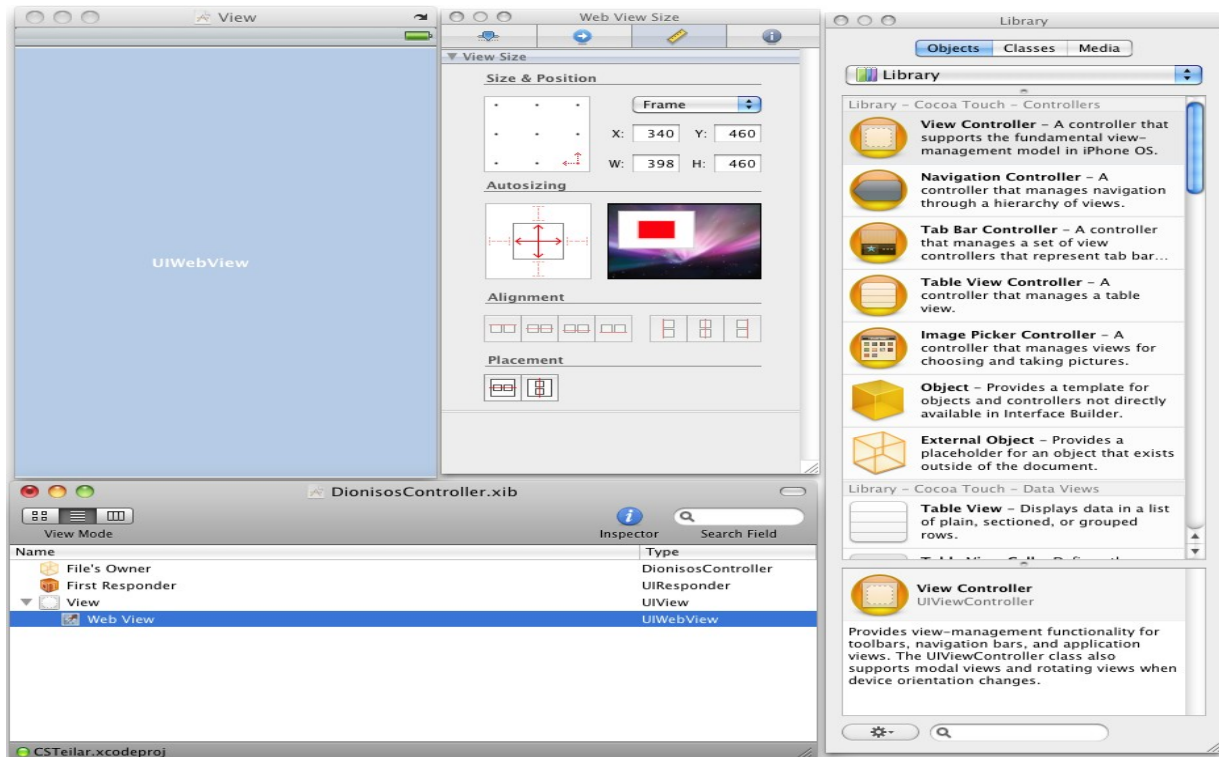 View
UIWebView
Web View Size
View Size
Size & Position
Frame
X: 340 Y: 460
W: 398 H: 460
Autosizing
Alignment
Placement
Library
Objects Classes Media
Library
Library – Cocoa Touch – Controllers
View Controller – A controller that
supports the fundamental view-
management model in iPhone OS.
Navigation Controller – A
controller that manages navigation
through a hierarchy of views.
Tab Bar Controller – A controller
that manages a set of view
controllers that represent tab bar...
Table View Controller – A
controller that manages a table
view.
Image Picker Controller – A
controller that manages views for
choosing and taking pictures.
Object – Provides a template for
objects and controllers not directly
available in Interface Builder.
External Object – Provides a
placeholder for an object that exists
outside of the document.
Library – Cocoa Touch – Data Views
Table View – Displays data in a list
of plain, sectioned, or grouped
rows.
View Controller
UIViewController
Provides view-management functionality for
toolbars, navigation bars, and application
views. The UIViewController class also
supports modal views and rotating views when
device orientation changes.
DionisosController.xib
View Mode Inspector Search Field
Name Type
File's Owner DionisosController
First Responder UIResponder
View UIView
Web View UIWebView
CSTeilar.xcodeproj